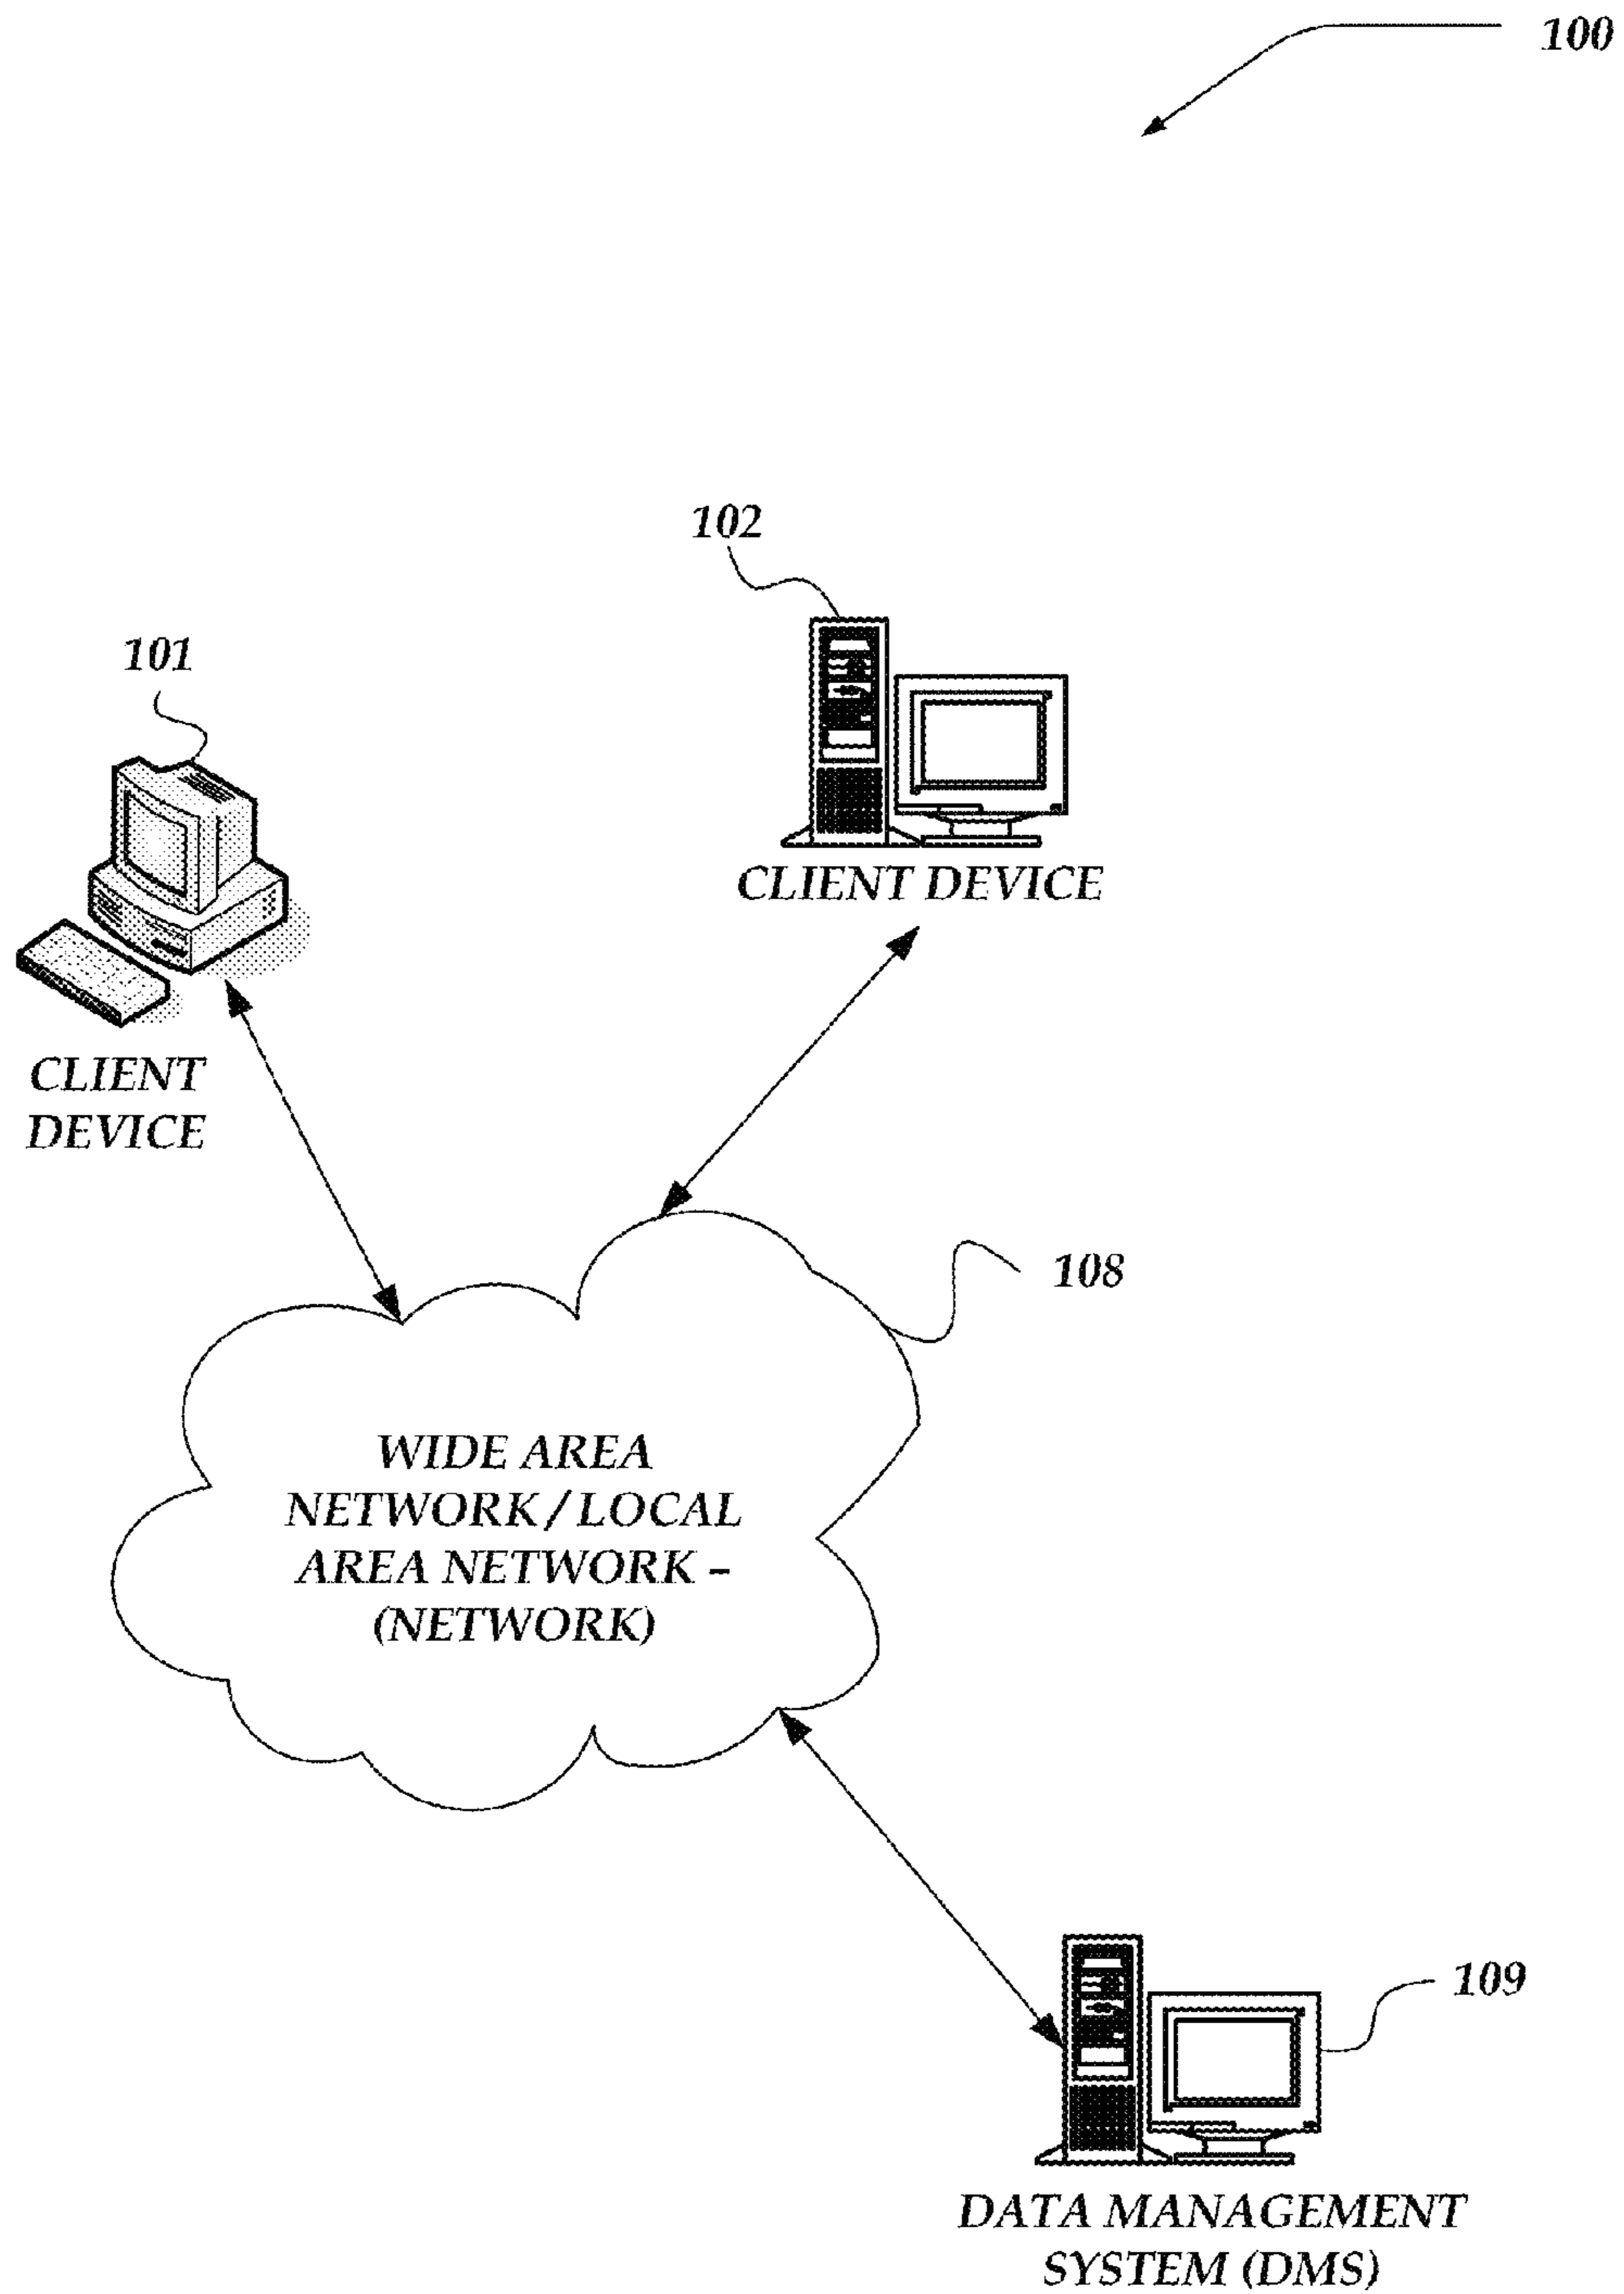 100
102
101
CLIENT DEVICE
CLIENT
DEVICE
108
WIDE AREA
NETWORK / LOCAL
AREA NETWORK –
(NETWORK)
109
DATA MANAGEMENT
SYSTEM (DMS)